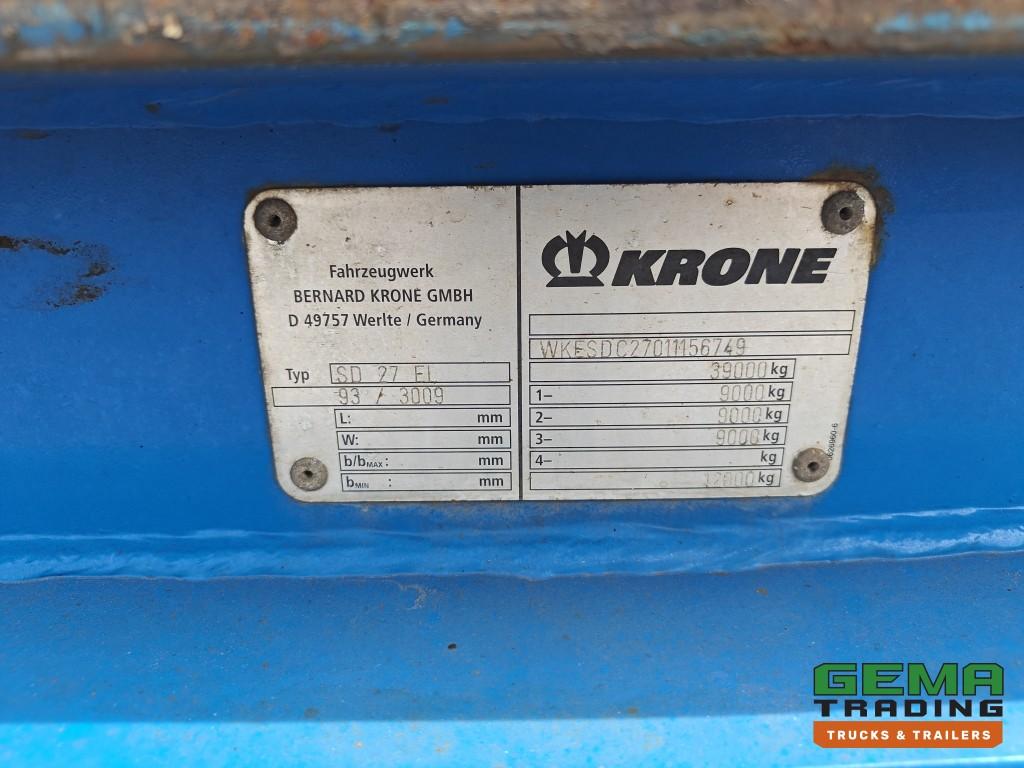 Fahrzeugwerk
BERNARD KRONE GMBH
D 49757 Werlte / Germany
Typ SD 27 EL
93 / 3009
L: mm
W: mm
b/bMAX: mm
bMIN : mm
KRONE
WKESDC27011156749
39000 kg
1– 9000 kg
2– 9000 kg
3– 9000 kg
4– kg
12000 kg
GEMA
TRADING
TRUCKS & TRAILERS